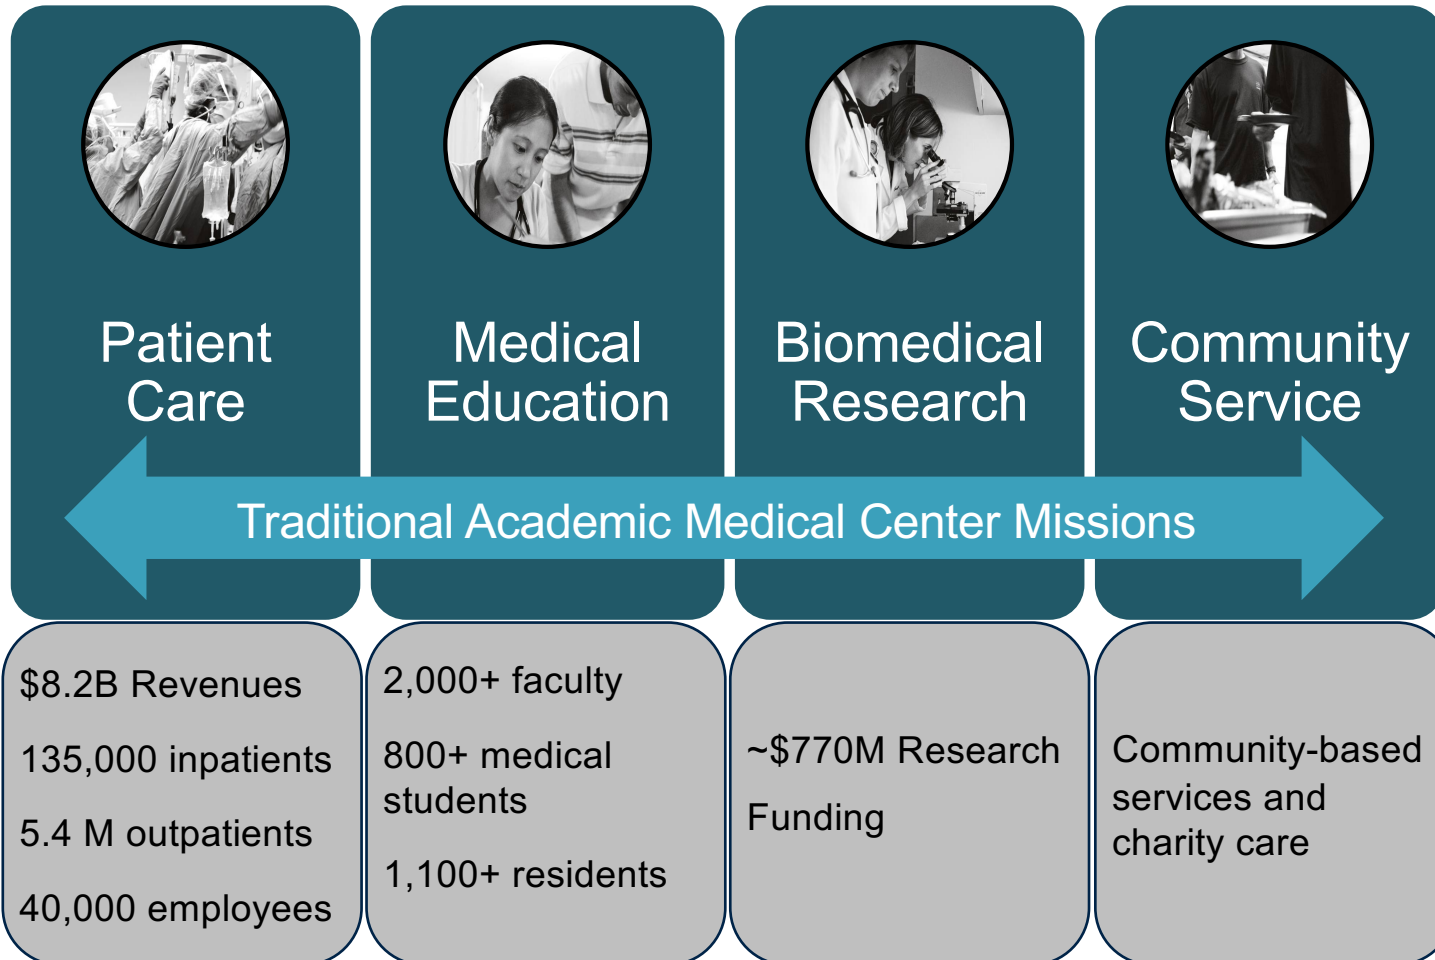 Patient
Care
Medical
Education
Biomedical
Research
Community
Service
Traditional Academic Medical Center Missions
$8.2B Revenues
135,000 inpatients
5.4 M outpatients
40,000 employees
2,000+ faculty
800+ medical
students
1,100+ residents
~$770M Research
Funding
Community-based
services and
charity care